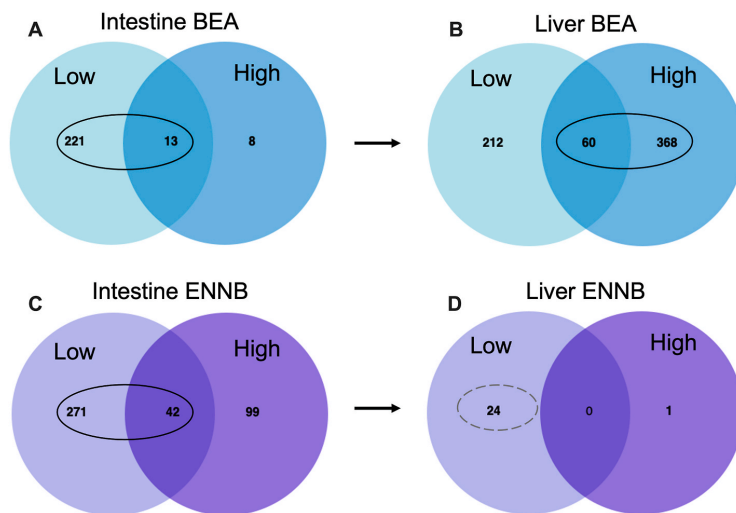 A
Intestine BEA
Low
High
221
13
8
B
Liver BEA
Low
High
212
60
368
C
Intestine ENNB
Low
High
271
42
99
D
Liver ENNB
Low
High
24
0
1